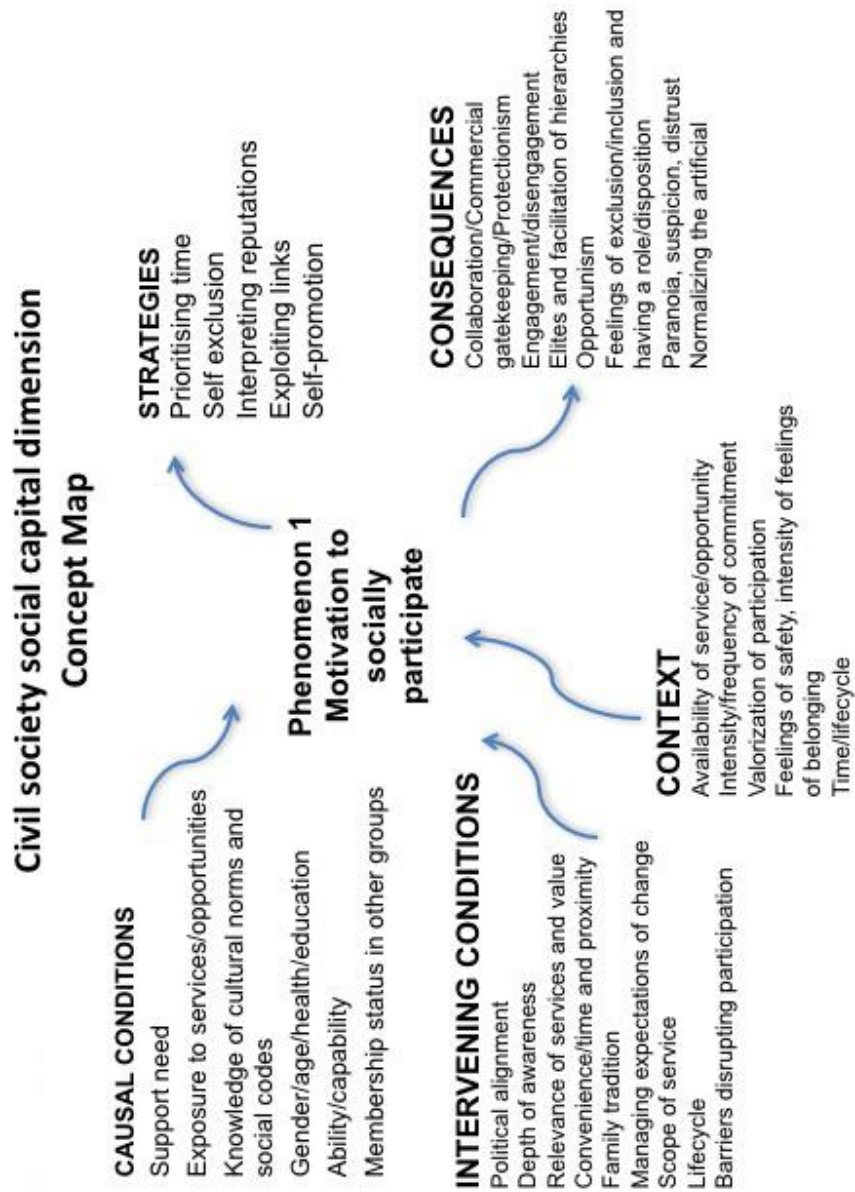 Civil society social capital dimension
Concept Map
CAUSAL CONDITIONS
Support need
Exposure to services/opportunities
Knowledge of cultural norms and
social codes
Gender/age/health/education
Ability/capability
Membership status in other groups
STRATEGIES
Prioritising time
Self exclusion
Interpreting reputations
Exploiting links
Self-promotion
Phenomenon 1
Motivation to
socially
participate
INTERVENING CONDITIONS
Political alignment
Depth of awareness
Relevance of services and value
Convenience/time and proximity
Family tradition
Managing expectations of change
Scope of service
Lifecycle
Barriers disrupting participation
CONTEXT
Availability of service/opportunity
Intensity/frequency of commitment
Valorization of participation
Feelings of safety, intensity of feelings
of belonging
Time/lifecycle
CONSEQUENCES
Collaboration/Commercial
gatekeeping/Protectionism
Engagement/disengagement
Elites and facilitation of hierarchies
Opportunism
Feelings of exclusion/inclusion and
having a role/disposition
Paranoia, suspicion, distrust
Normalizing the artificial